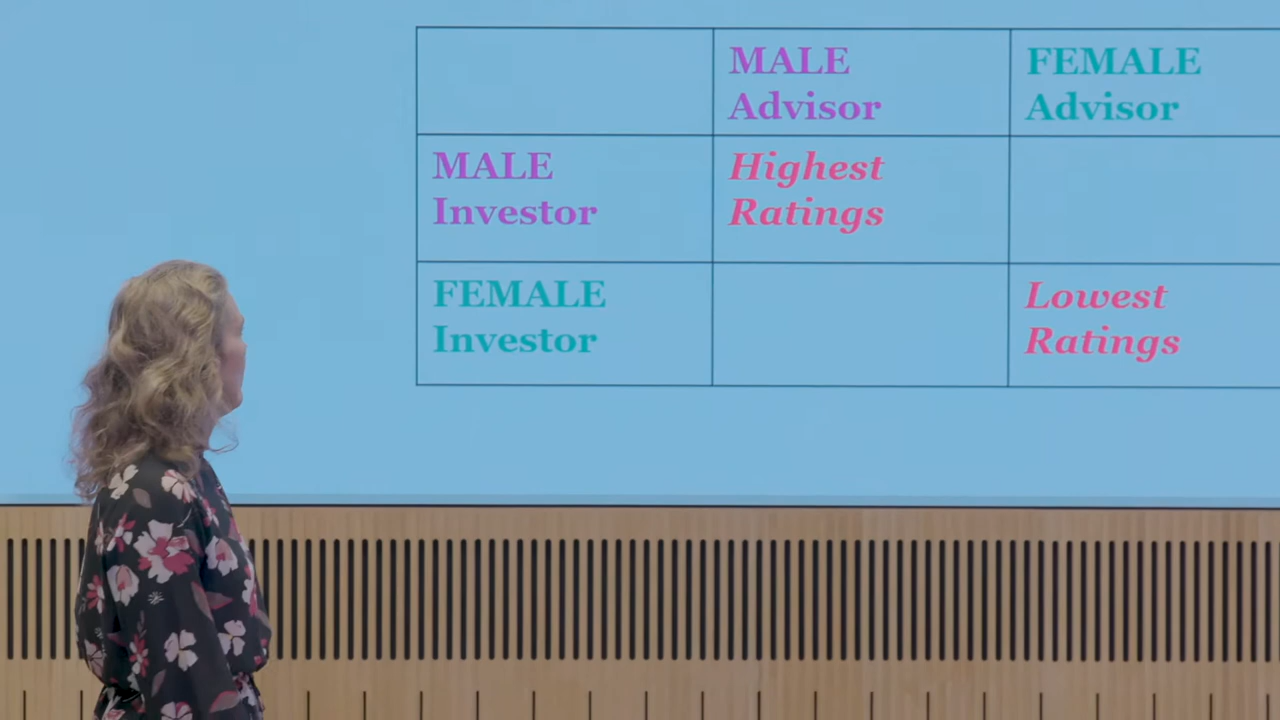 MALE
Advisor
FEMALE
Advisor
MALE
Investor
Highest
Ratings
FEMALE
Investor
Lowest
Ratings